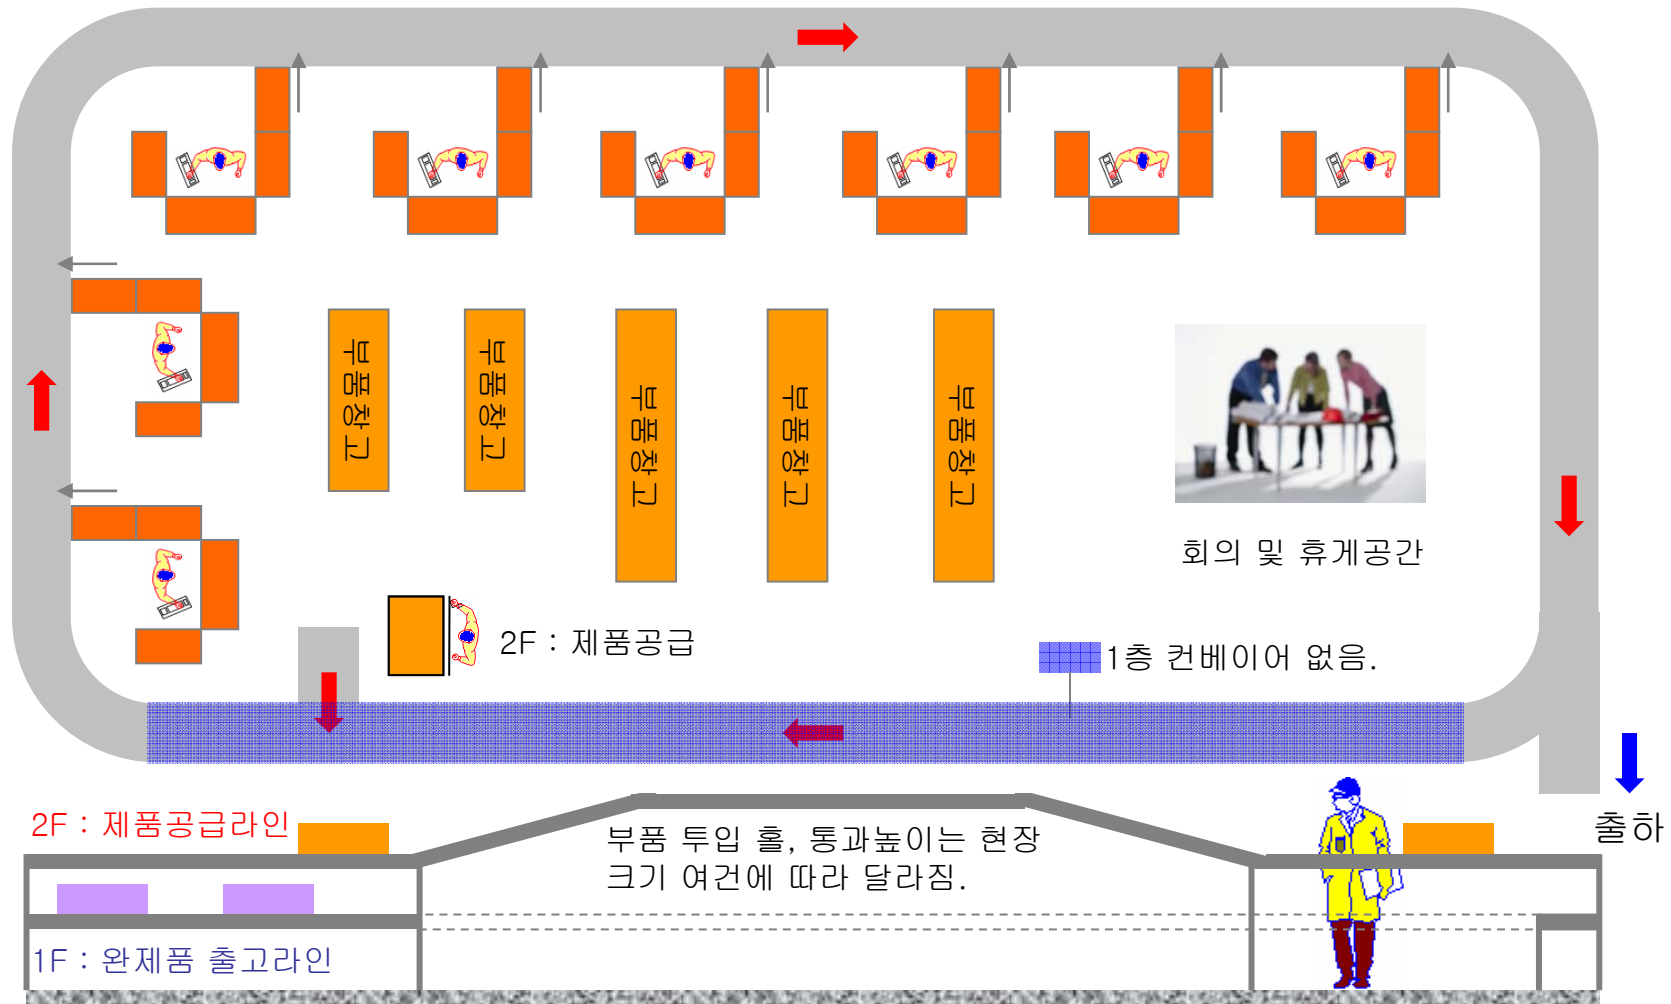 부품창고
부품창고
부품창고
부품창고
부품창고
회의 및 휴게공간
2F : 제품공급
1층 컨베이어 없음.
2F : 제품공급라인
부품 투입 홀, 통과높이는 현장
크기 여건에 따라 달라짐.
출하
1F : 완제품 출고라인